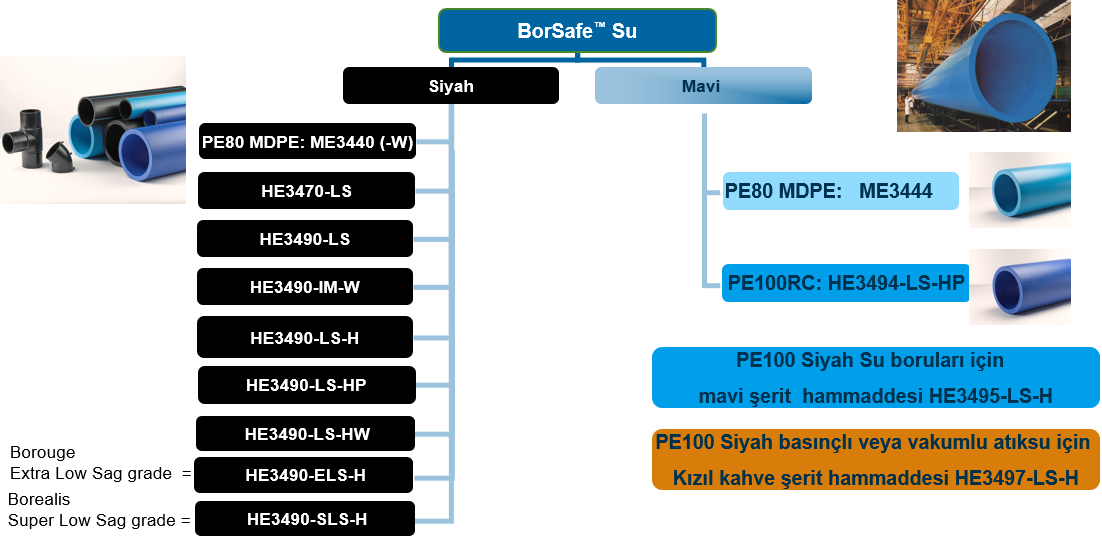 BorSafe™ Su
Siyah
Mavi
PE80 MDPE: ME3440 (-W)
HE3470-LS
HE3490-LS
HE3490-IM-W
HE3490-LS-H
HE3490-LS-HP
HE3490-LS-HW
Borouge
Extra Low Sag grade =
HE3490-ELS-H
Borealis
Super Low Sag grade =
HE3490-SLS-H
PE80 MDPE: ME3444
PE100RC: HE3494-LS-HP
PE100 Siyah Su boruları için
mavi şerit hammaddesi HE3495-LS-H
PE100 Siyah basınçlı veya vakumlu atıksu için
Kızıl kahve şerit hammaddesi HE3497-LS-H